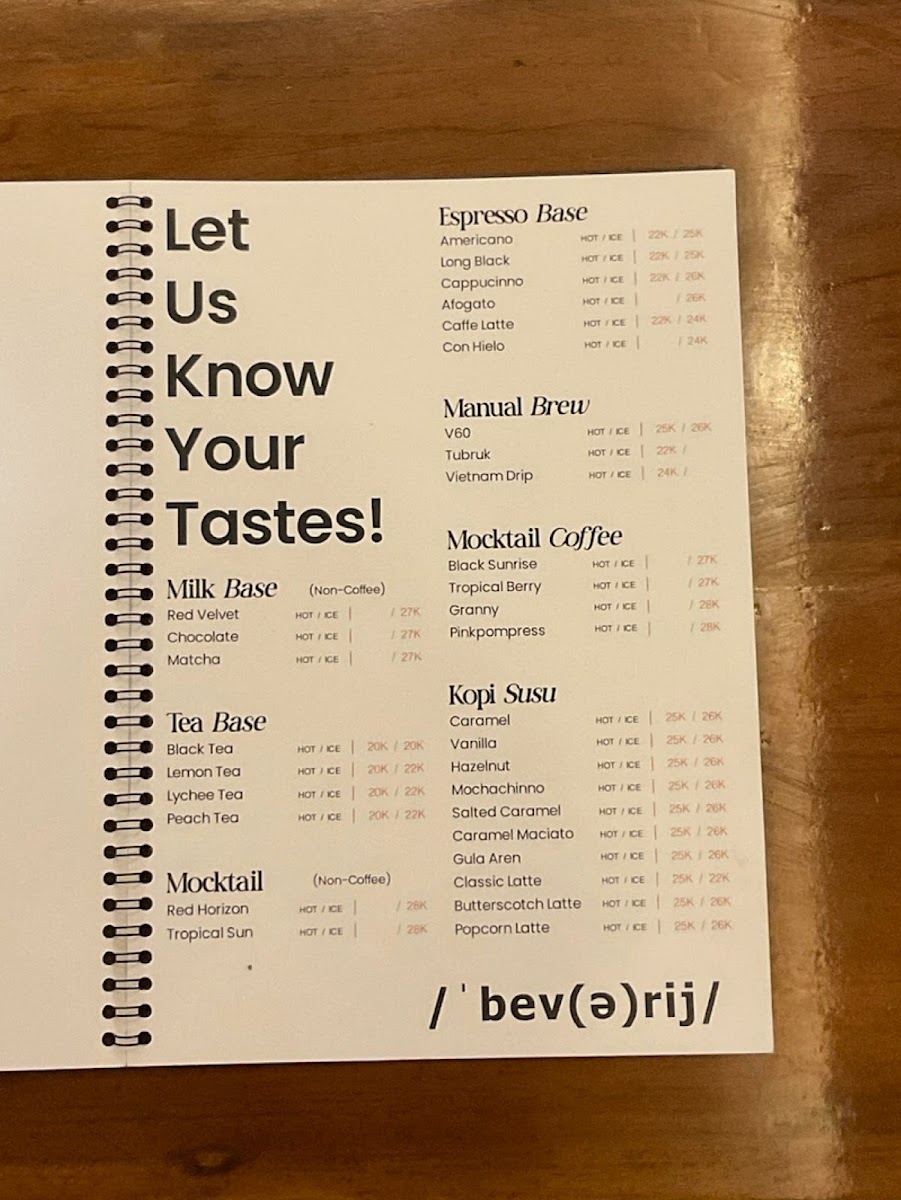 Let
Us
Know
Your
Tastes!
Milk Base (Non-Coffee)
Red Velvet HOT / ICE | / 27K
Chocolate HOT / ICE | / 27K
Matcha HOT / ICE | / 27K
Tea Base
Black Tea HOT / ICE | 20K / 20K
Lemon Tea HOT / ICE | 20K / 22K
Lychee Tea HOT / ICE | 20K / 22K
Peach Tea HOT / ICE | 20K / 22K
Mocktail (Non-Coffee)
Red Horizon HOT / ICE | / 28K
Tropical Sun HOT / ICE | / 28K
Espresso Base
Americano HOT / ICE | 22K / 25K
Long Black HOT / ICE | 22K / 25K
Cappucinno HOT / ICE | 22K / 26K
Afogato HOT / ICE | / 26K
Caffe Latte HOT / ICE | 22K / 24K
Con Hielo HOT / ICE | / 24K
Manual Brew
V60 HOT / ICE | 25K / 26K
Tubruk HOT / ICE | 22K /
Vietnam Drip HOT / ICE | 24K /
Mocktail Coffee
Black Sunrise HOT / ICE | / 27K
Tropical Berry HOT / ICE | / 27K
Granny HOT / ICE | / 28K
Pinkpompress HOT / ICE | / 28K
Kopi Susu
Caramel HOT / ICE | 25K / 26K
Vanilla HOT / ICE | 25K / 26K
Hazelnut HOT / ICE | 25K / 26K
Mochachinno HOT / ICE | 25K / 26K
Salted Caramel HOT / ICE | 25K / 26K
Caramel Maciato HOT / ICE | 25K / 26K
Gula Aren HOT / ICE | 25K / 26K
Classic Latte HOT / ICE | 25K / 22K
Butterscotch Latte HOT / ICE | 25K / 26K
Popcorn Latte HOT / ICE | 25K / 26K
/ˈbev(ə)rij/